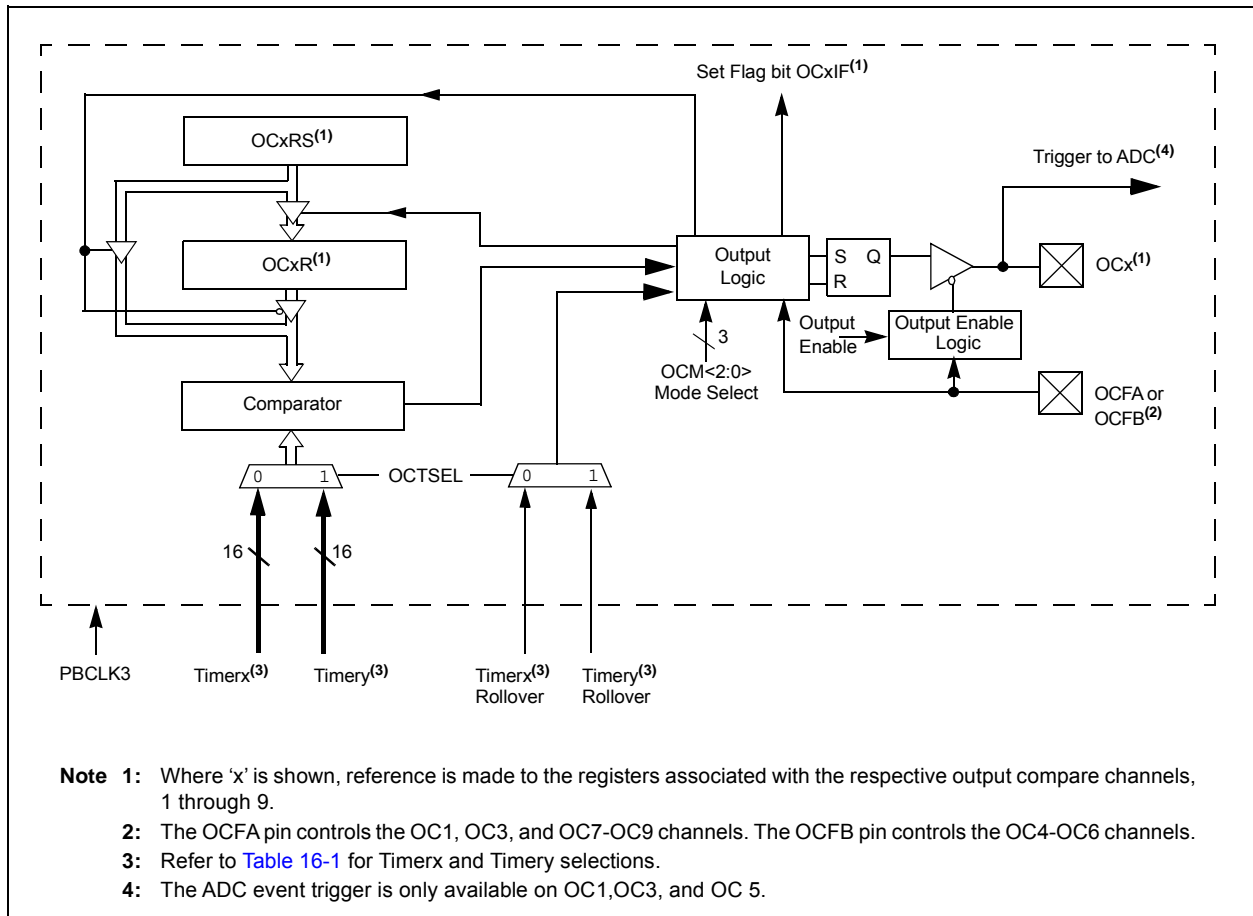 Set Flag bit OCxIF(1)
OCxRS(1)
Trigger to ADC(4)
OCxR(1)
Output
Logic
S Q
R
OCx(1)
Output
Enable
Output Enable
Logic
3
OCM<2:0>
Mode Select
Comparator
OCFA or
OCFB(2)
0 1
OCTSEL
0 1
16
16
PBCLK3
Timerx(3)
Timery(3)
Timerx(3)
Rollover
Timery(3)
Rollover
Note 1: Where ‘x’ is shown, reference is made to the registers associated with the respective output compare channels,
1 through 9.
2: The OCFA pin controls the OC1, OC3, and OC7-OC9 channels. The OCFB pin controls the OC4-OC6 channels.
3: Refer to Table 16-1 for Timerx and Timery selections.
4: The ADC event trigger is only available on OC1,OC3, and OC 5.